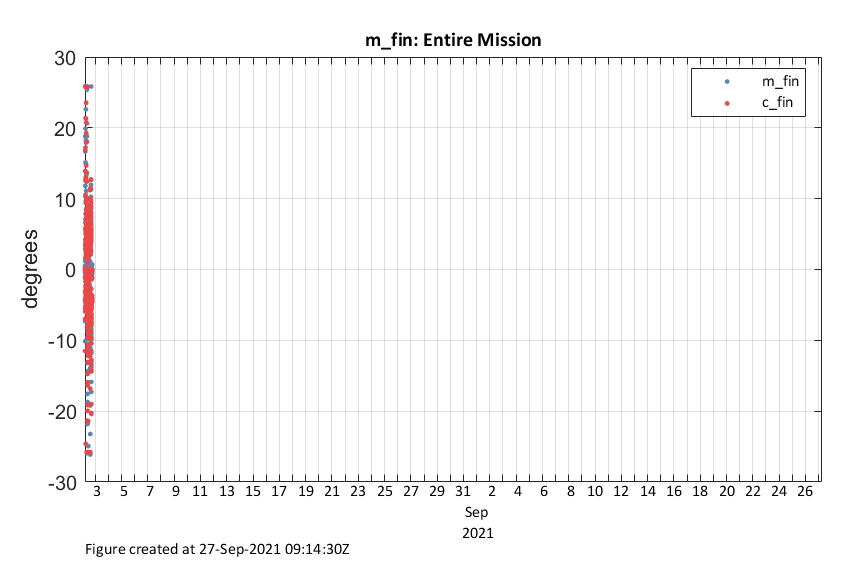 m_fin: Entire Mission
30
20
10
0
-10
-20
-30
degrees
m_fin
c_fin
3 5 7 9 11 13 15 17 19 21 23 25 27 29 31 2 4 6 8 10 12 14 16 18 20 22 24 26
Sep
2021
Figure created at 27-Sep-2021 09:14:30Z